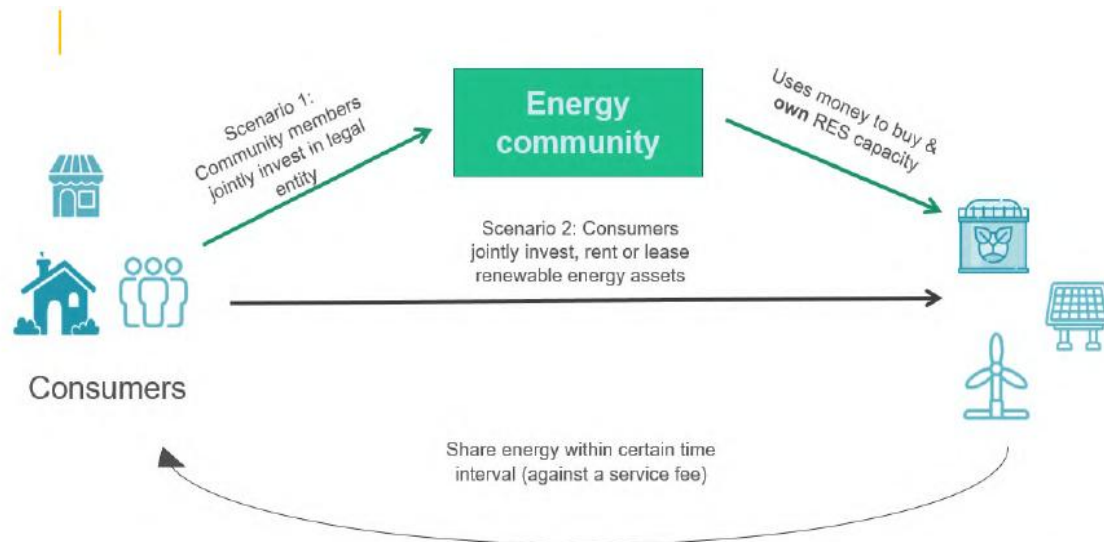 Scenario 1:
Community members
jointly invest in legal
entity
Energy
community
Uses money to buy &
own RES capacity
Scenario 2: Consumers
jointly invest, rent or lease
renewable energy assets
Consumers
Share energy within certain time
interval (against a service fee)